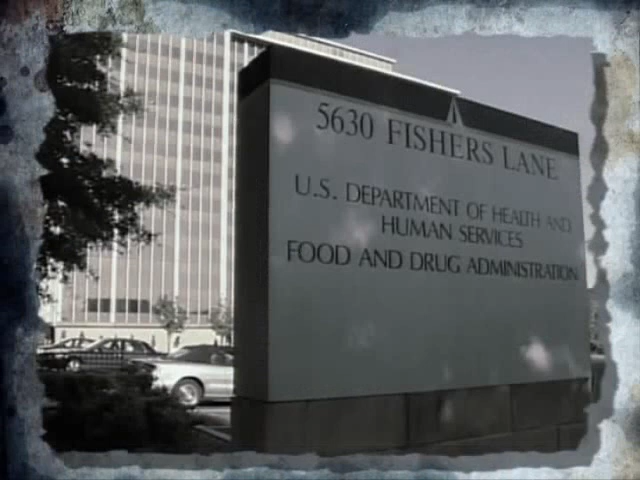 5630 FISHERS LANE
U.S. DEPARTMENT OF HEALTH AND
HUMAN SERVICES
FOOD AND DRUG ADMINISTRATION